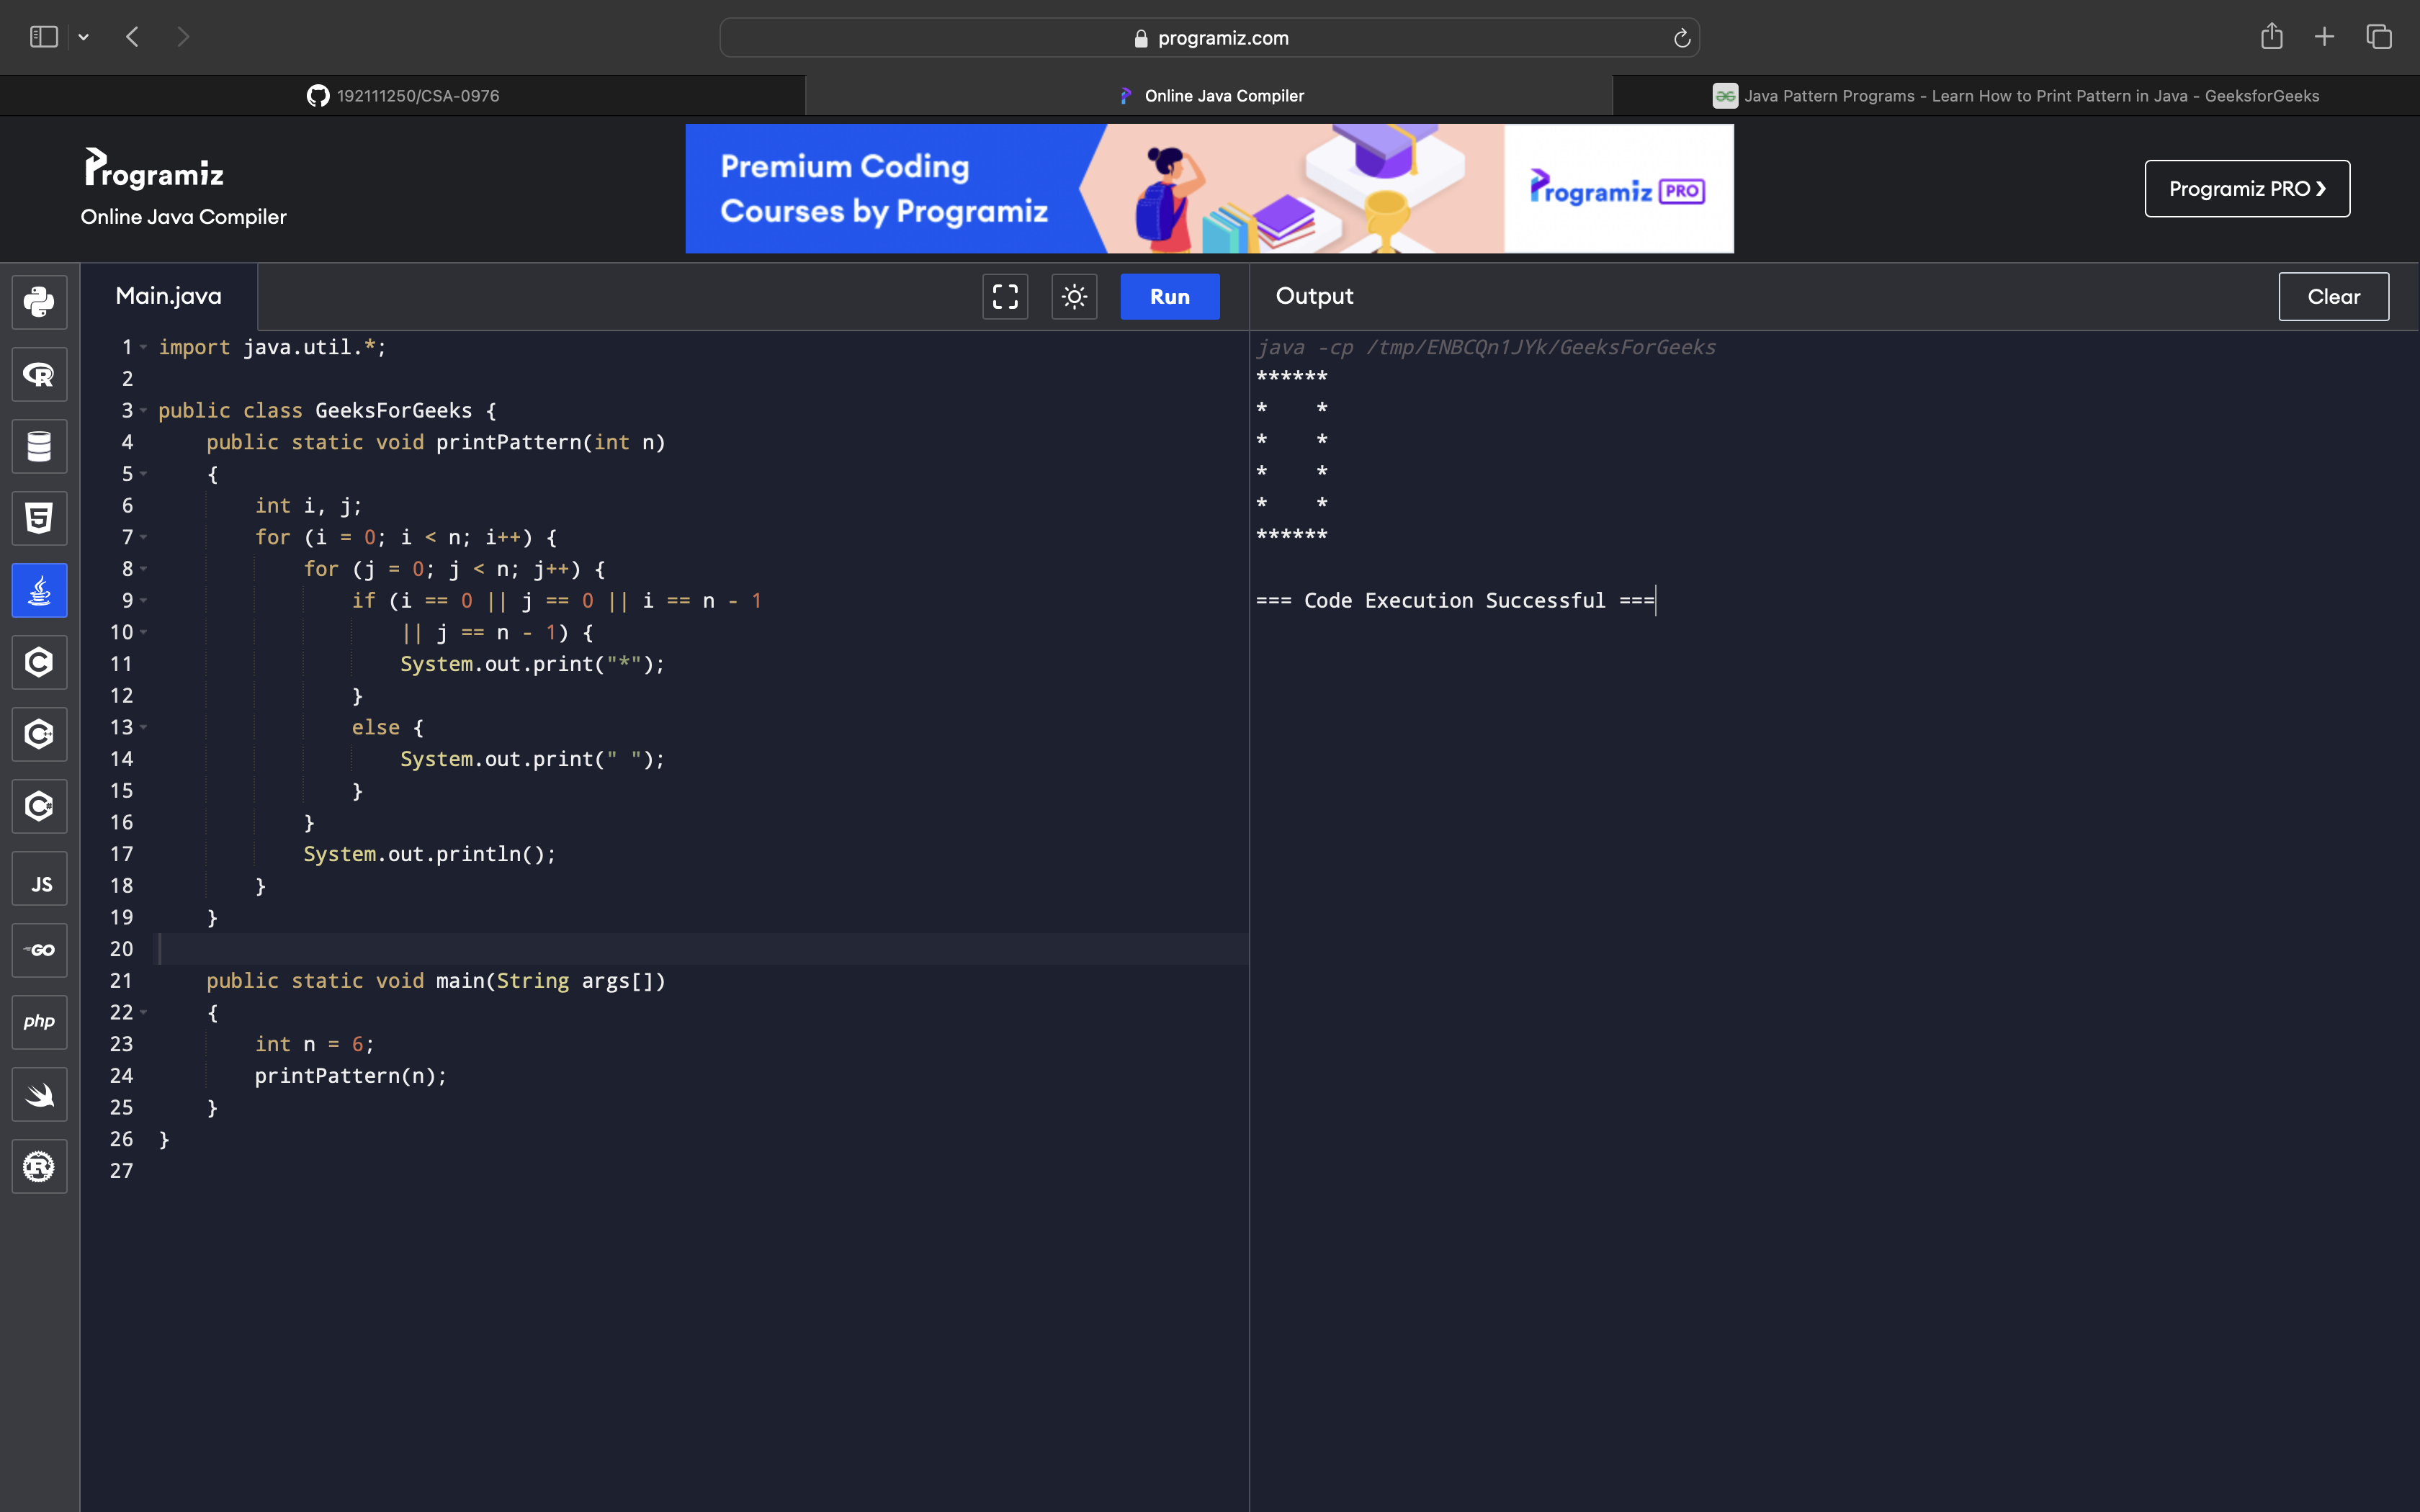 programiz.com
192111250/CSA-0976
Online Java Compiler
Java Pattern Programs - Learn How to Print Pattern in Java - GeeksforGeeks
Programiz
Online Java Compiler
Premium Coding
Courses by Programiz
Programiz PRO
Programiz PRO ❯
Main.java
Run
Output
Clear
1 import java.util.*;
2
3 public class GeeksForGeeks {
4     public static void printPattern(int n)
5     {
6         int i, j;
7         for (i = 0; i < n; i++) {
8             for (j = 0; j < n; j++) {
9                 if (i == 0 || j == 0 || i == n - 1
10                     || j == n - 1) {
11                     System.out.print("*");
12                 }
13                 else {
14                     System.out.print(" ");
15                 }
16             }
17             System.out.println();
18         }
19     }
20
21     public static void main(String args[])
22     {
23         int n = 6;
24         printPattern(n);
25     }
26 }
27
java -cp /tmp/ENBCQn1JYk/GeeksForGeeks
******
*    *
*    *
*    *
*    *
******
=== Code Execution Successful ===
R
5
C
C++
C#
JS
GO
php
R